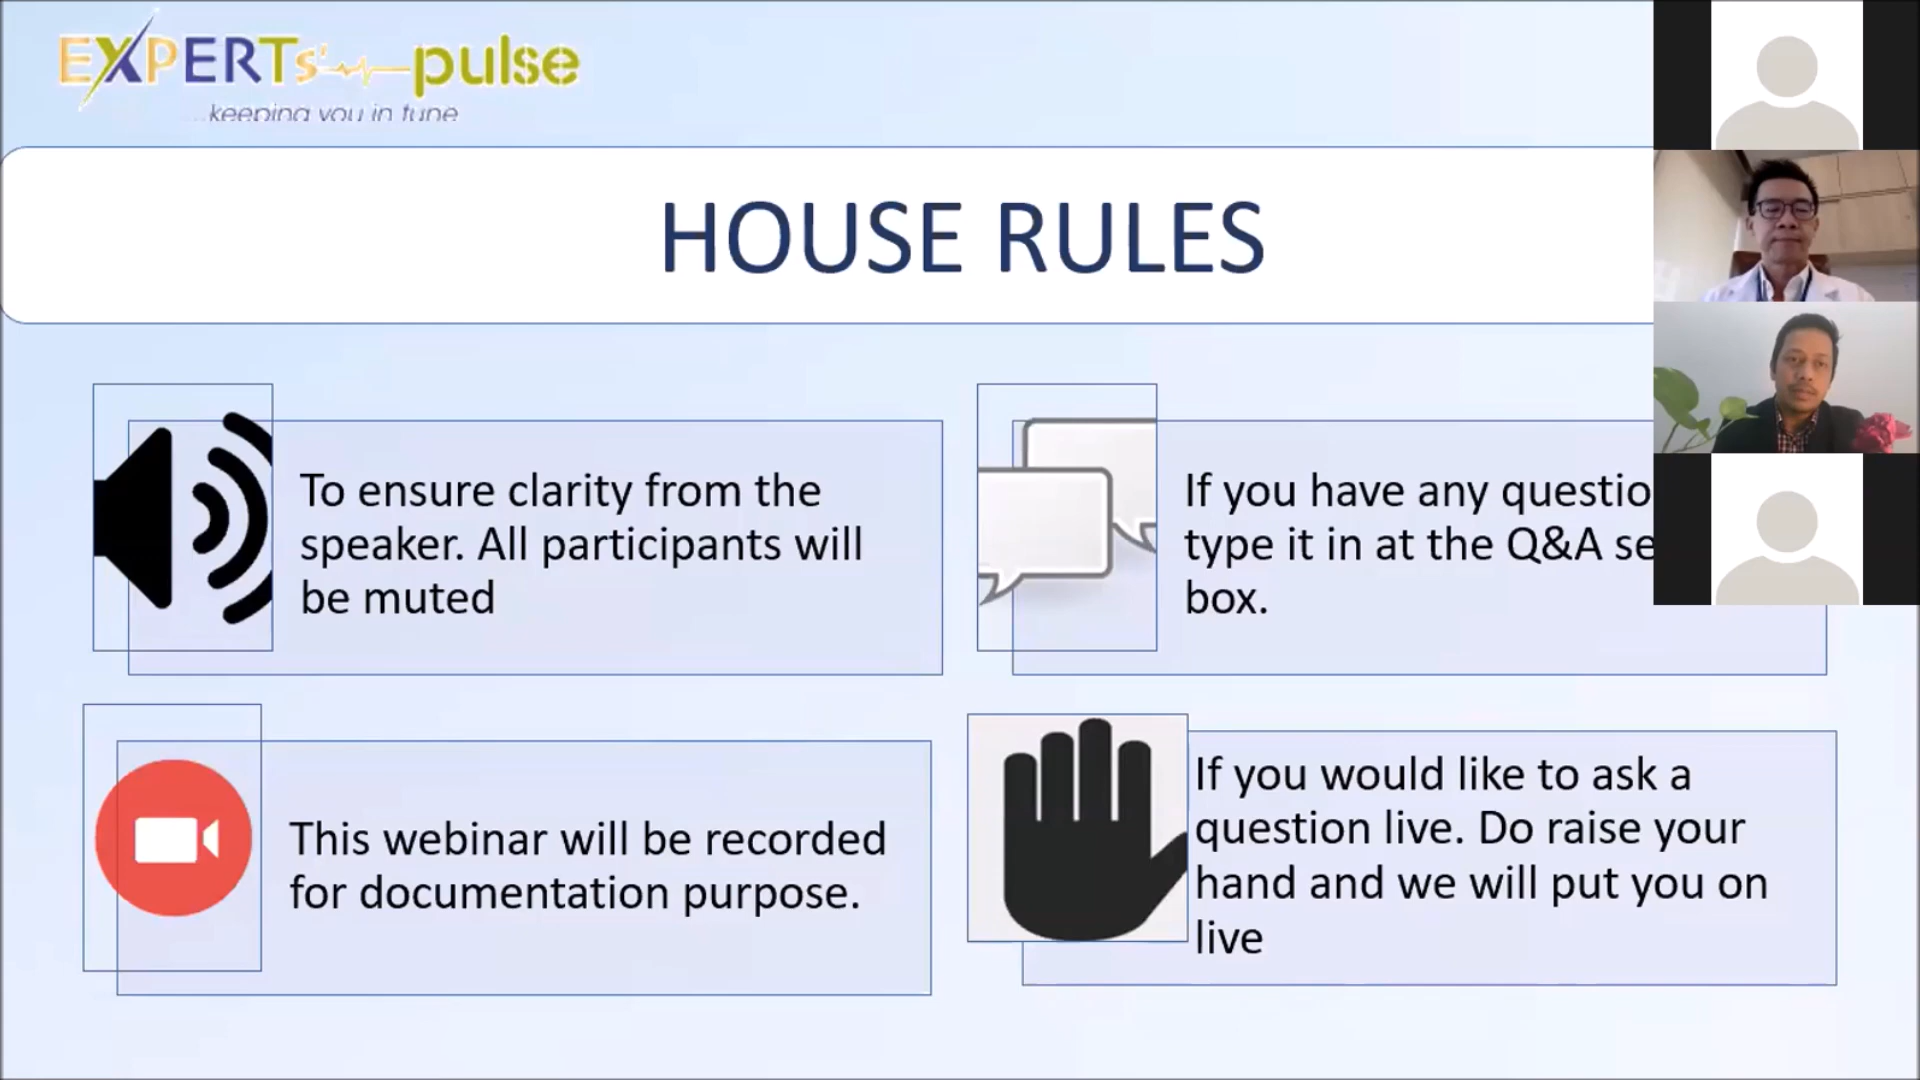 EXPERTs' pulse
...keeping you in tune
HOUSE RULES
To ensure clarity from the
speaker. All participants will
be muted
If you have any questio
type it in at the Q&A se
box.
This webinar will be recorded
for documentation purpose.
If you would like to ask a
question live. Do raise your
hand and we will put you on
live